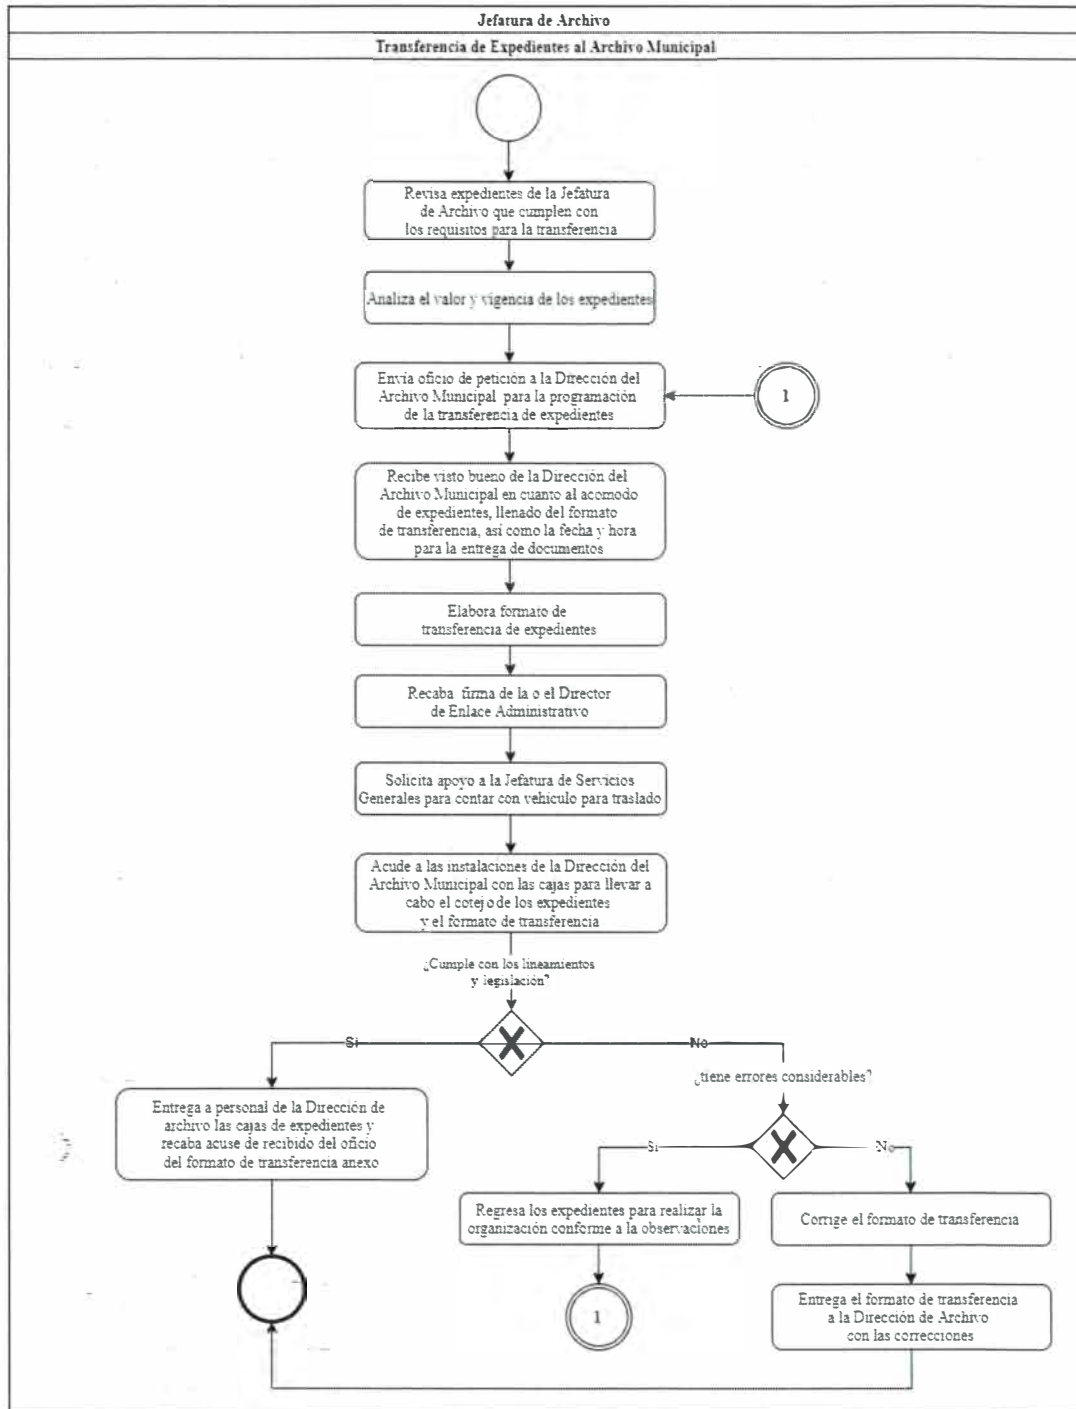 Jefatura de Archivo
Transferencia de Expedientes al Archivo Municipal
Revisa expedientes de la Jefatura
de Archivo que cumplen con
los requisitos para la transferencia
Analiza el valor y vigencia de los expedientes
Envía oficio de petición a la Dirección del
Archivo Municipal para la programación
de la transferencia de expedientes
1
Recibe visto bueno de la Dirección del
Archivo Municipal en cuanto al acomodo
de expedientes, llenado del formato
de transferencia, así como la fecha y hora
para la entrega de documentos
Elabora formato de
transferencia de expedientes
Recaba firma de la o el Director
de Enlace Administrativo
Solicita apoyo a la Jefatura de Servicios
Generales para contar con vehículo para traslado
Acude a las instalaciones de la Dirección del
Archivo Municipal con las cajas para llevar a
cabo el cotejo de los expedientes
y el formato de transferencia
¿Cumple con los lineamientos
y legislación?
Si
No
¿tiene errores considerables?
Entrega a personal de la Dirección de
archivo las cajas de expedientes y
recaba acuse de recibido del oficio
del formato de transferencia anexo
Si
No
Regresa los expedientes para realizar la
organización conforme a la observaciones
Corrige el formato de transferencia
1
Entrega el formato de transferencia
a la Dirección de Archivo
con las correcciones